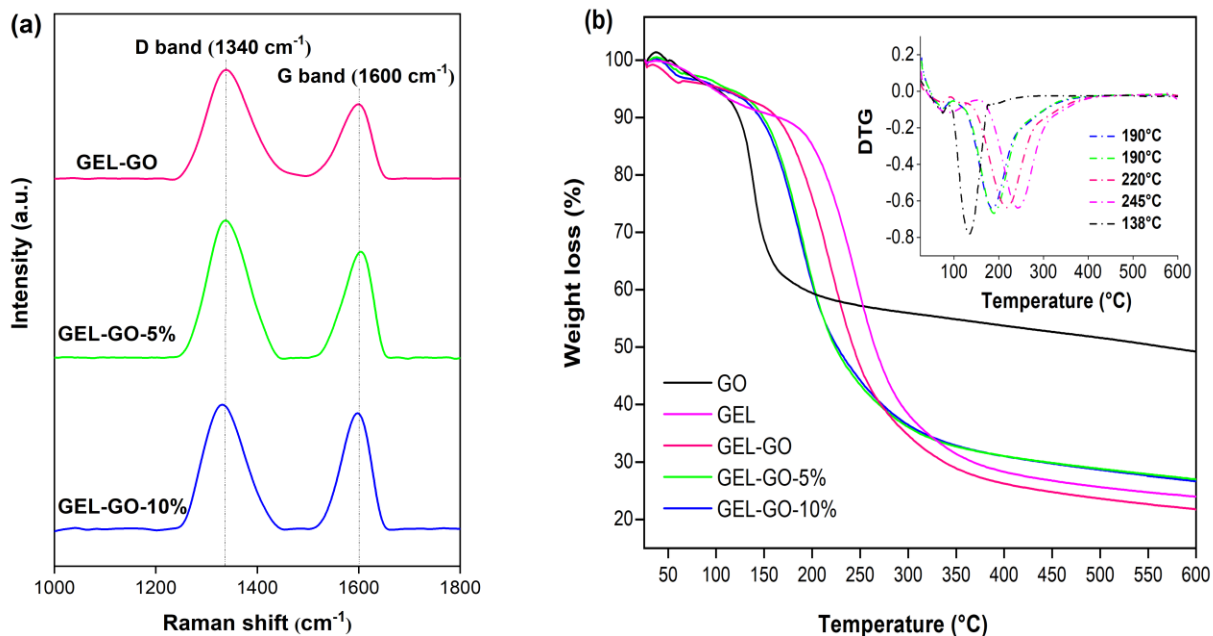 (a)
D band (1340 cm-1)
G band (1600 cm-1)
GEL-GO
GEL-GO-5%
GEL-GO-10%
Intensity (a.u.)
1000 1200 1400 1600 1800
Raman shift (cm-1)
(b)
100
90
80
70
60
50
40
30
20
Weight loss (%)
GO
GEL
GEL-GO
GEL-GO-5%
GEL-GO-10%
50 100 150 200 250 300 350 400 450 500 550 600
Temperature (°C)
0.2
0.0
-0.2
-0.4
-0.6
-0.8
DTG
190°C
190°C
220°C
245°C
138°C
100 200 300 400 500 600
Temperature (°C)